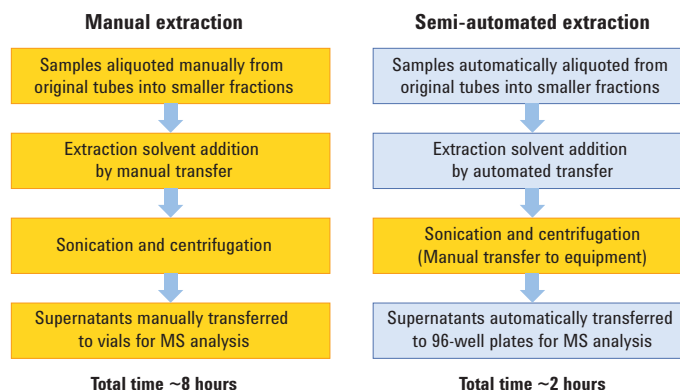 Manual extraction
Samples aliquoted manually from
original tubes into smaller fractions
Extraction solvent addition
by manual transfer
Sonication and centrifugation
Supernatants manually transferred
to vials for MS analysis
Total time ~8 hours
Semi-automated extraction
Samples automatically aliquoted from
original tubes into smaller fractions
Extraction solvent addition
by automated transfer
Sonication and centrifugation
(Manual transfer to equipment)
Supernatants automatically transferred
to 96-well plates for MS analysis
Total time ~2 hours